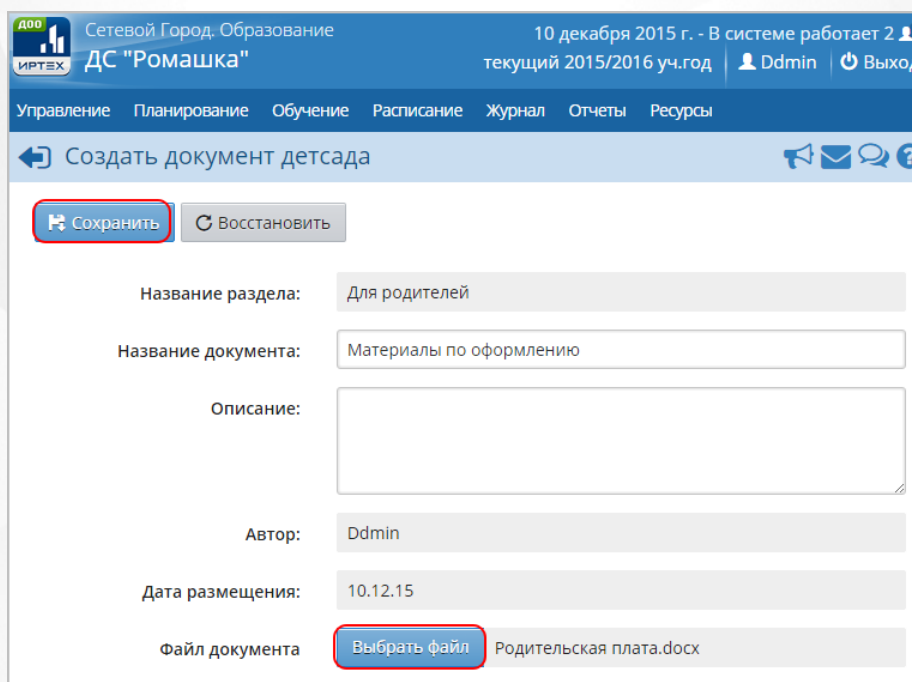 ДОО
ИРТЕХ
Сетевой Город. Образование
ДС "Ромашка"
10 декабря 2015 г. - В системе работает 2
текущий 2015/2016 уч.год Ddmin Выход
Управление Планирование Обучение Расписание Журнал Отчеты Ресурсы
Создать документ детсада
Сохранить Восстановить
Название раздела: Для родителей
Название документа: Материалы по оформлению
Описание:
Автор: Ddmin
Дата размещения: 10.12.15
Файл документа Выбрать файл Родительская плата.docx